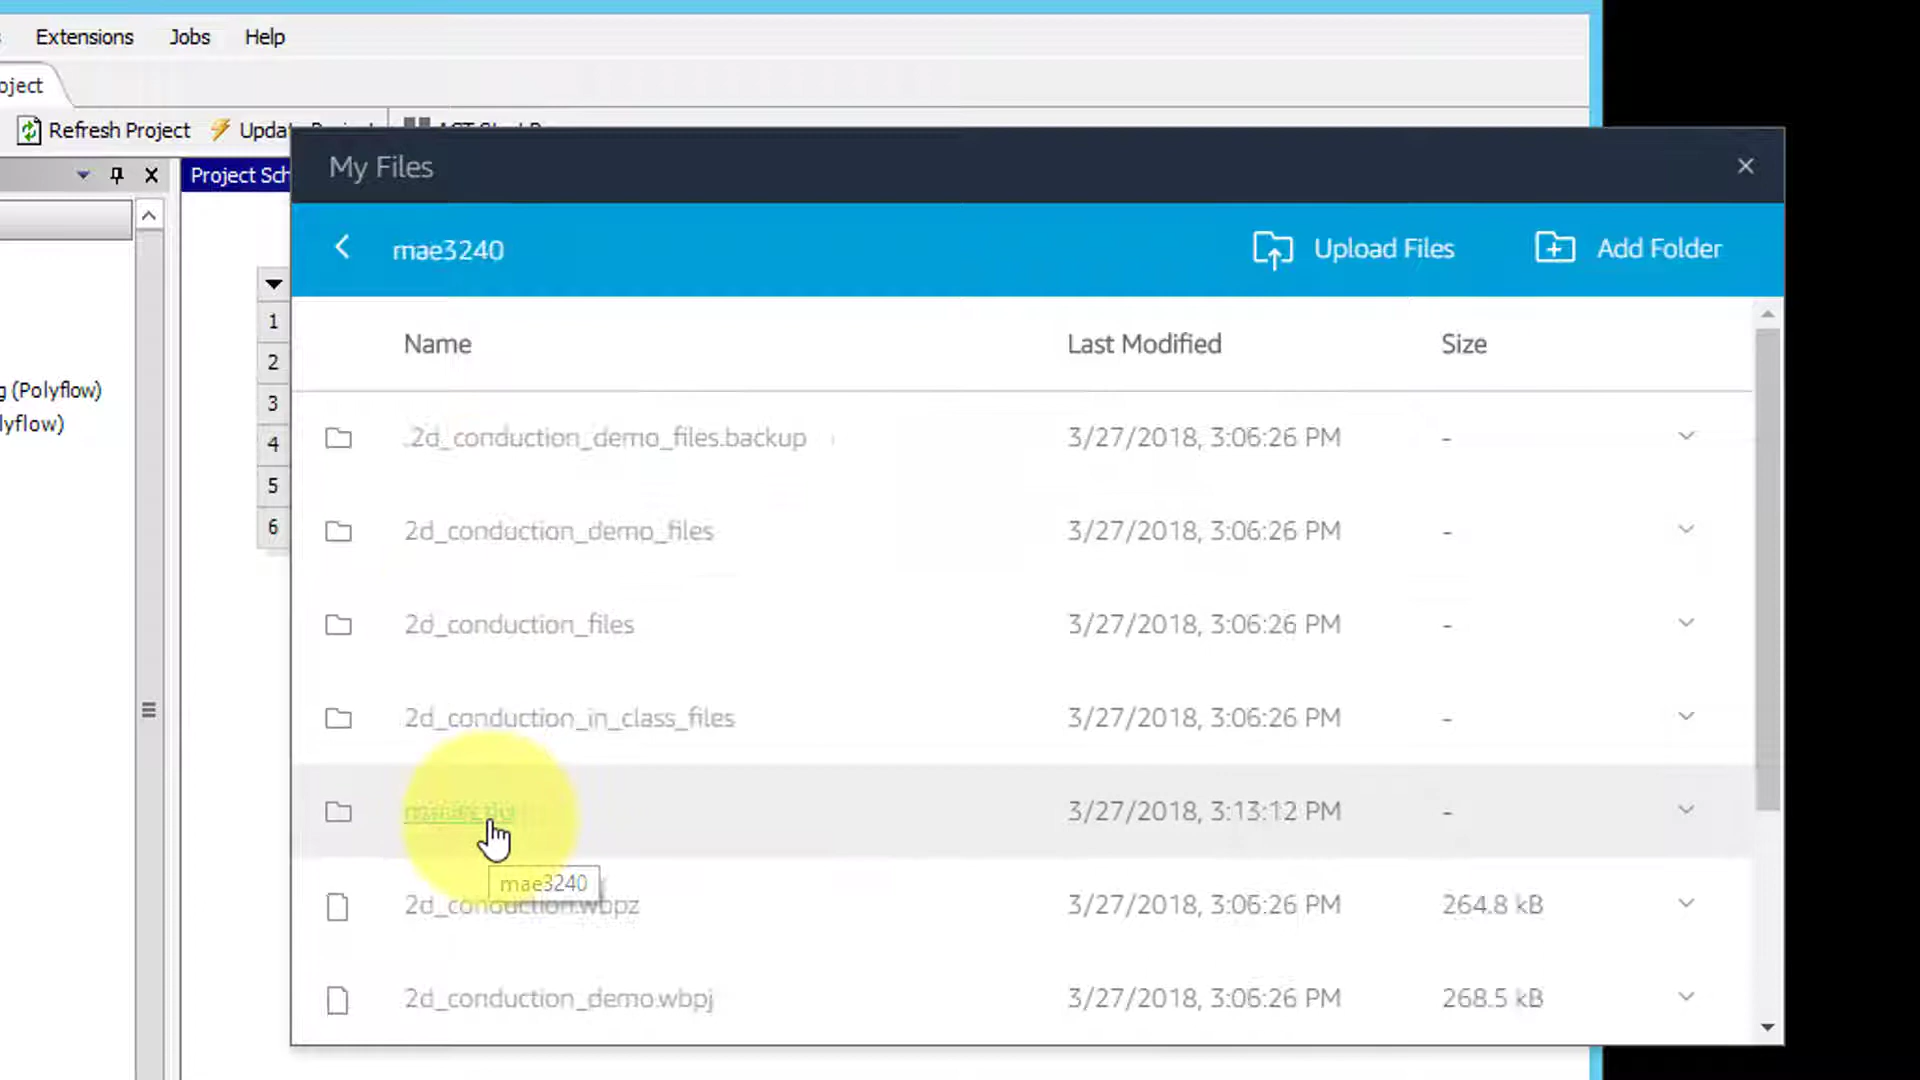 Extensions Jobs Help
oject
Refresh Project Update Project
Project Sch
My Files
mae3240 Upload Files Add Folder
Name Last Modified Size
1
2
3
4
5
6
g (Polyflow)
lyflow)
.2d_conduction_demo_files.backup 3/27/2018, 3:06:26 PM -
2d_conduction_demo_files 3/27/2018, 3:06:26 PM -
2d_conduction_files 3/27/2018, 3:06:26 PM -
2d_conduction_in_class_files 3/27/2018, 3:06:26 PM -
3/27/2018, 3:13:12 PM -
mae3240
2d_conduction.wbpz 3/27/2018, 3:06:26 PM 264.8 kB
2d_conduction_demo.wbpj 3/27/2018, 3:06:26 PM 268.5 kB